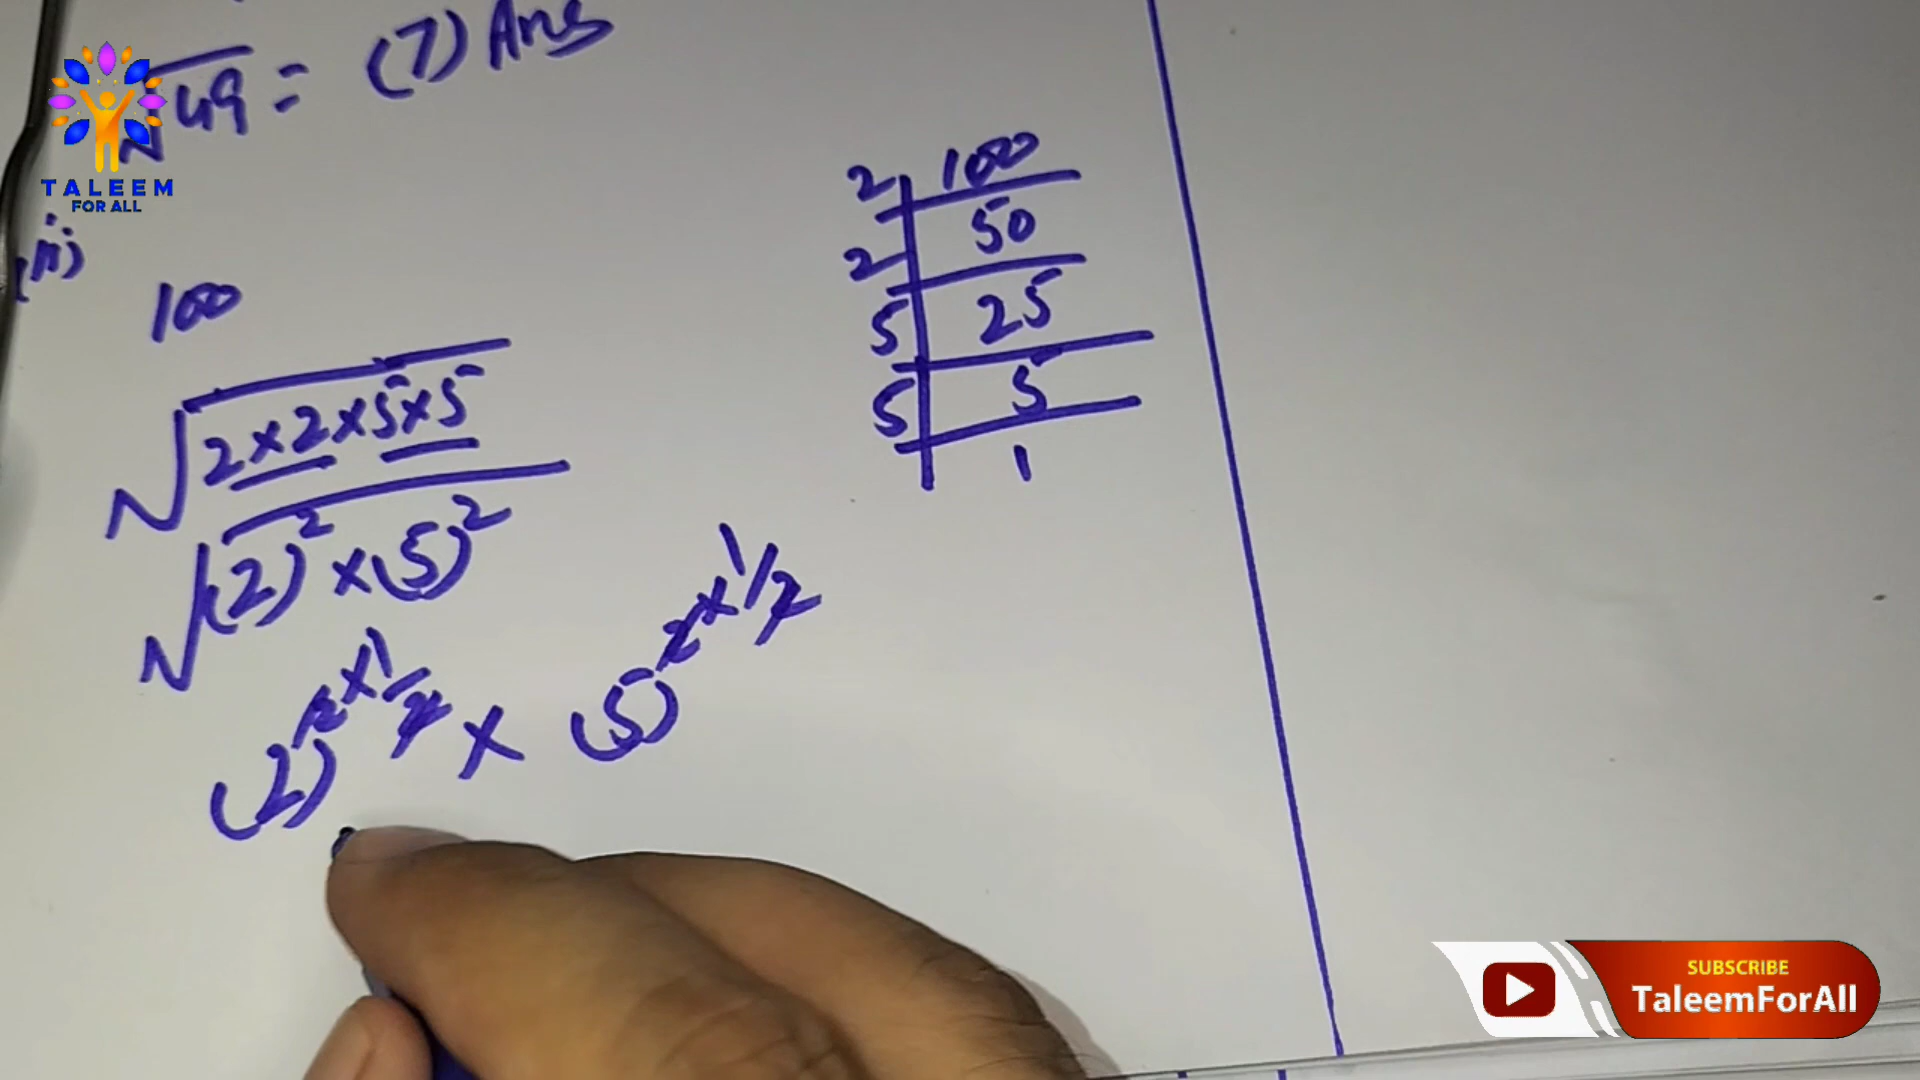 √49 = (7) Ans
TALEEM
FOR ALL
(ii)
100
√2×2×5×5
√(2)²×(5)²
(2)^2×1/2 × (5)^2×1/2
2 | 100
2 | 50
5 | 25
5 | 5
1
SUBSCRIBE
TaleemForAll